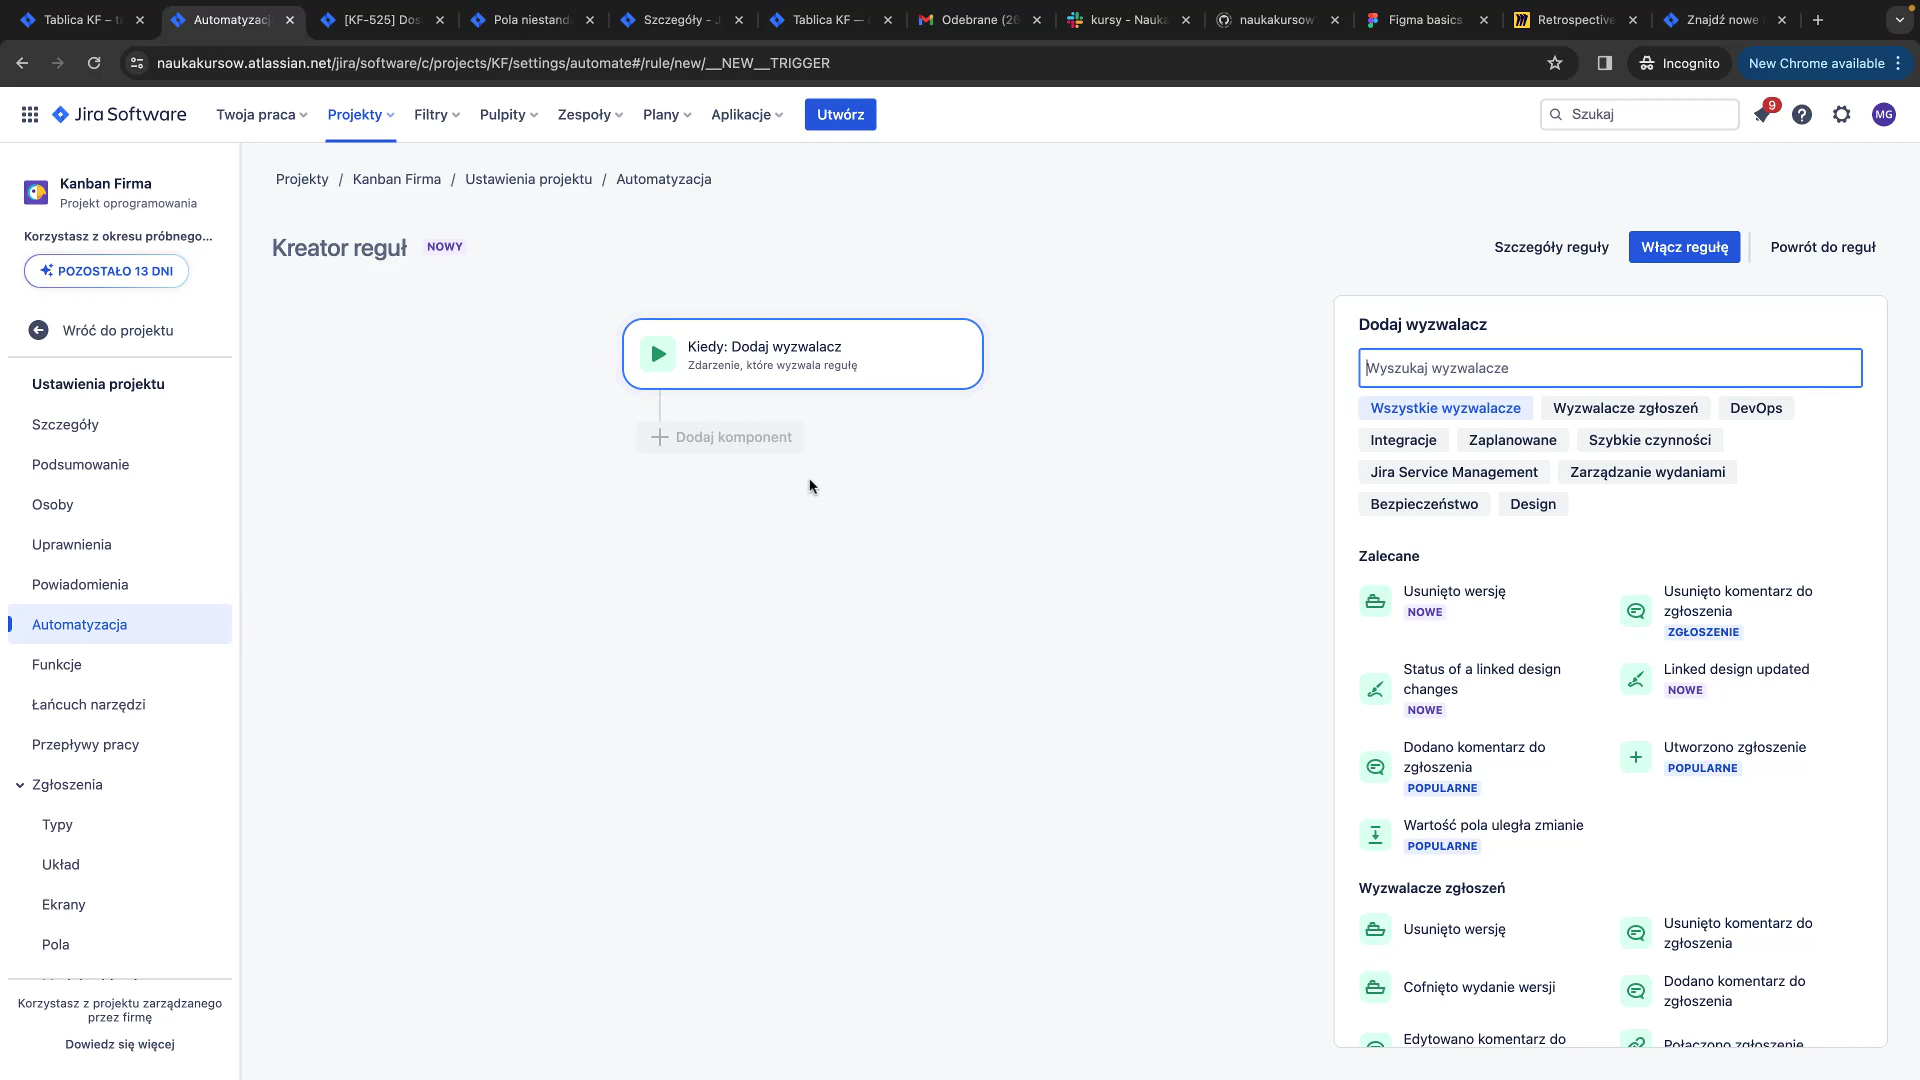 Tablica KF – t
Automatyzac
[KF-525] Dos
Pola niestand
Szczegóły - J
Tablica KF —
Odebrane (26
kursy - Nauka
naukakursow
Figma basics
Retrospective
Znajdź nowe
naukakursow.atlassian.net/jira/software/c/projects/KF/settings/automate#/rule/new/__NEW__TRIGGER
Incognito
New Chrome available
Jira Software
Twoja praca
Projekty
Filtry
Pulpity
Zespoły
Plany
Aplikacje
Utwórz
Szukaj
9
MG
Kanban Firma
Projekt oprogramowania
Korzystasz z okresu próbnego...
POZOSTAŁO 13 DNI
Wróć do projektu
Ustawienia projektu
Szczegóły
Podsumowanie
Osoby
Uprawnienia
Powiadomienia
Automatyzacja
Funkcje
Łańcuch narzędzi
Przepływy pracy
Zgłoszenia
Typy
Układ
Ekrany
Pola
Korzystasz z projektu zarządzanego
przez firmę
Dowiedz się więcej
Projekty / Kanban Firma / Ustawienia projektu / Automatyzacja
Kreator reguł
NOWY
Szczegóły reguły
Włącz regułę
Powrót do reguł
Kiedy: Dodaj wyzwalacz
Zdarzenie, które wyzwala regułę
Dodaj komponent
Dodaj wyzwalacz
Wyszukaj wyzwalacze
Wszystkie wyzwalacze
Wyzwalacze zgłoszeń
DevOps
Integracje
Zaplanowane
Szybkie czynności
Jira Service Management
Zarządzanie wydaniami
Bezpieczeństwo
Design
Zalecane
Usunięto wersję
NOWE
Usunięto komentarz do
zgłoszenia
ZGŁOSZENIE
Status of a linked design
changes
NOWE
Linked design updated
NOWE
Dodano komentarz do
zgłoszenia
POPULARNE
Utworzono zgłoszenie
POPULARNE
Wartość pola uległa zmianie
POPULARNE
Wyzwalacze zgłoszeń
Usunięto wersję
Usunięto komentarz do
zgłoszenia
Cofnięto wydanie wersji
Dodano komentarz do
zgłoszenia
Edytowano komentarz do
Połączono zgłoszenie